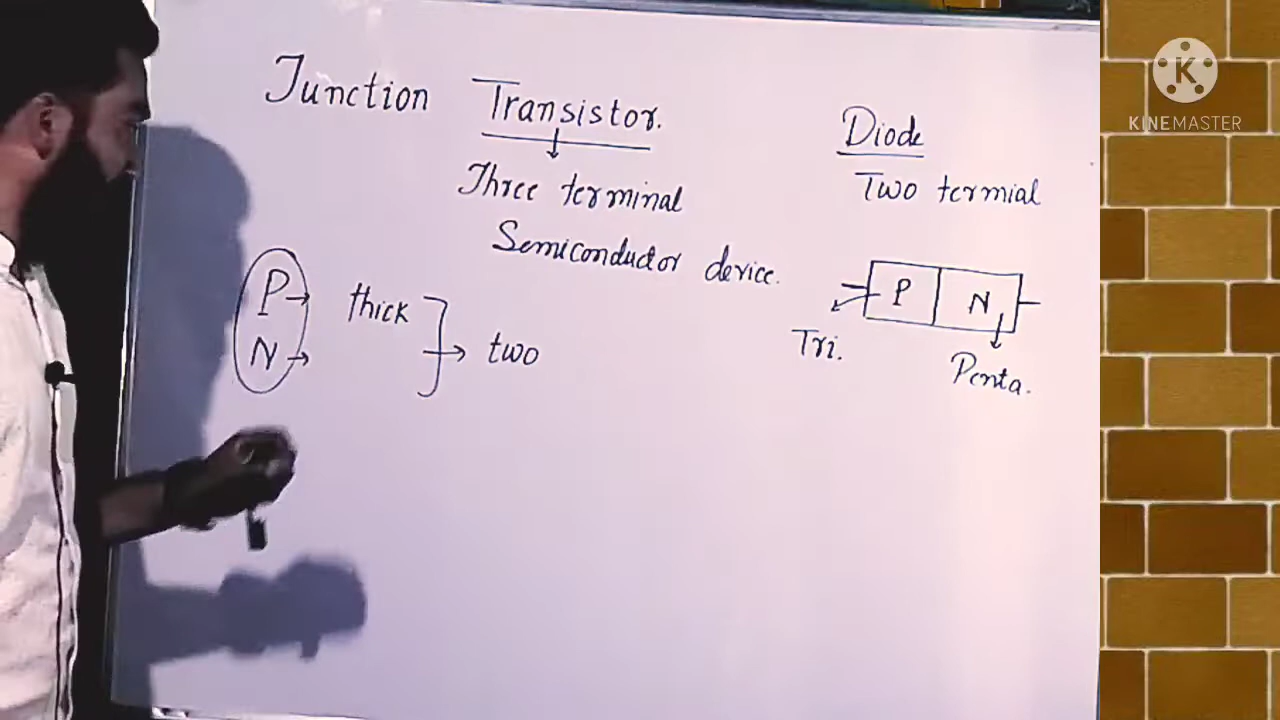 Junction Transistor.
Three terminal
Semiconductor device.
Diode
Two termial
P N
Tri.
Penta.
P thick
N
two
K
KINEMASTER